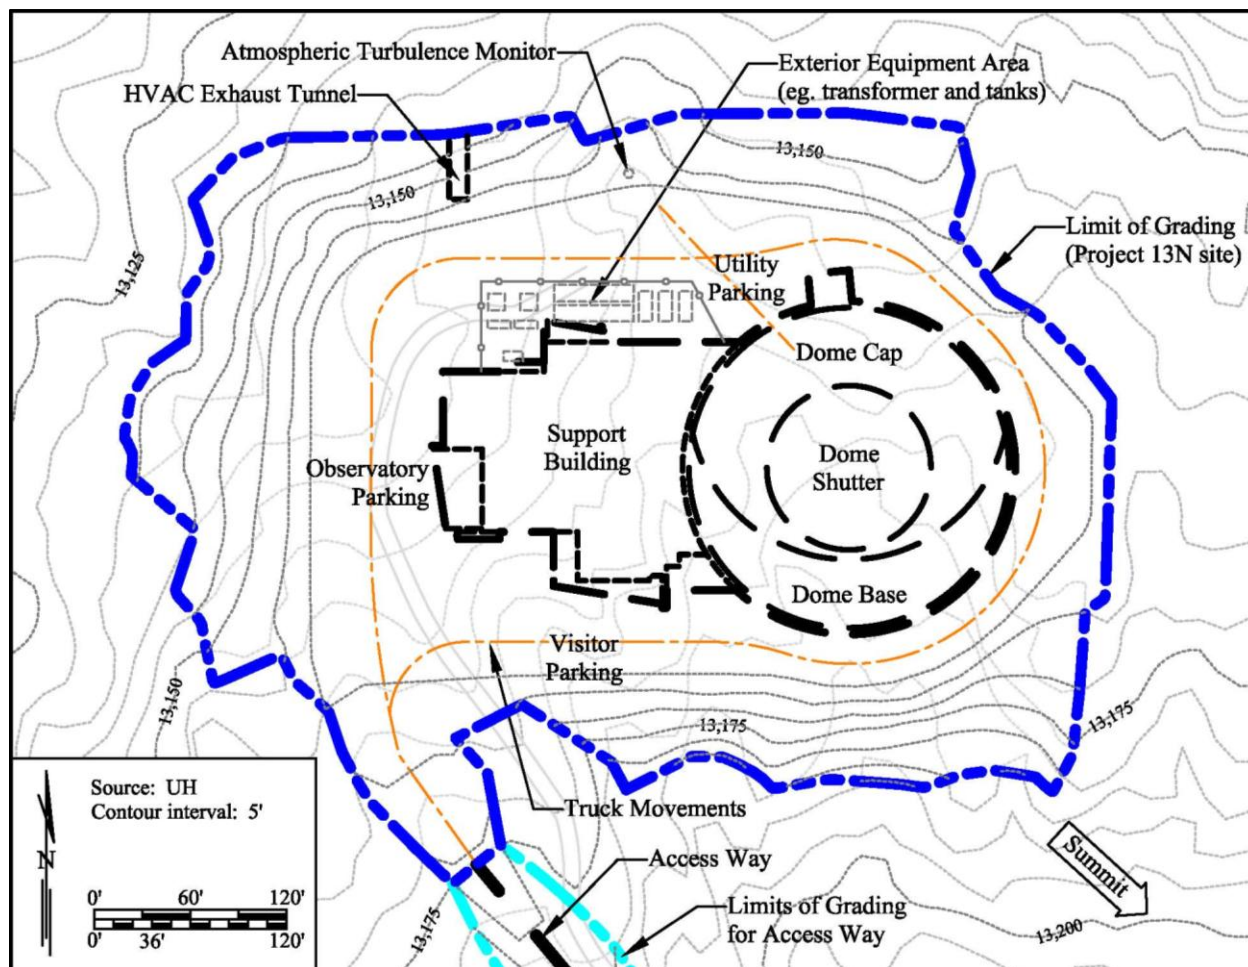 Atmospheric Turbulence Monitor
HVAC Exhaust Tunnel
Exterior Equipment Area
(eg. transformer and tanks)
13,150
13,150
13,125
Limit of Grading
(Project 13N site)
Utility
Parking
Dome Cap
Support
Building
Dome
Shutter
Observatory
Parking
Dome Base
Visitor
Parking
13,150
13,175
13,175
Source: UH
Contour interval: 5'
Truck Movements
N
0' 60' 120'
0' 36' 120'
Access Way
Summit
Limits of Grading
for Access Way
13,175
13,200